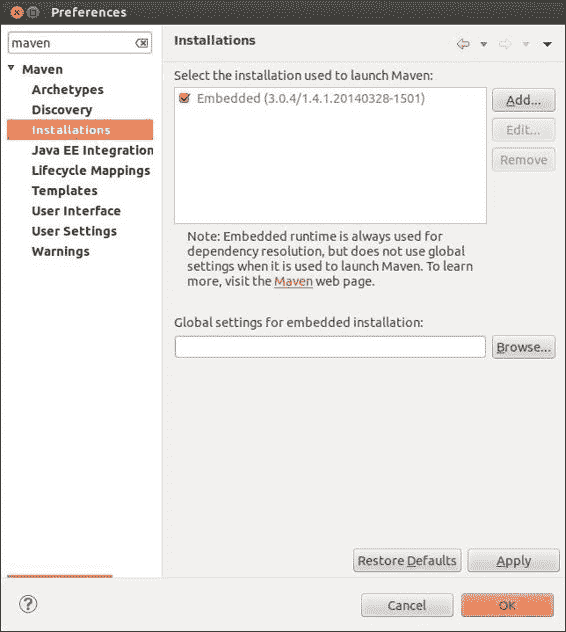 Preferences
maven
Maven
Archetypes
Discovery
Installations
Java EE Integration
Lifecycle Mappings
Templates
User Interface
User Settings
Warnings
Installations
Select the installation used to launch Maven:
Embedded (3.0.4/1.4.1.20140328-1501)
Add...
Edit...
Remove
Note: Embedded runtime is always used for
dependency resolution, but does not use global
settings when it is used to launch Maven. To learn
more, visit the Maven web page.
Global settings for embedded installation:
Browse...
Restore Defaults
Apply
?
Cancel
OK